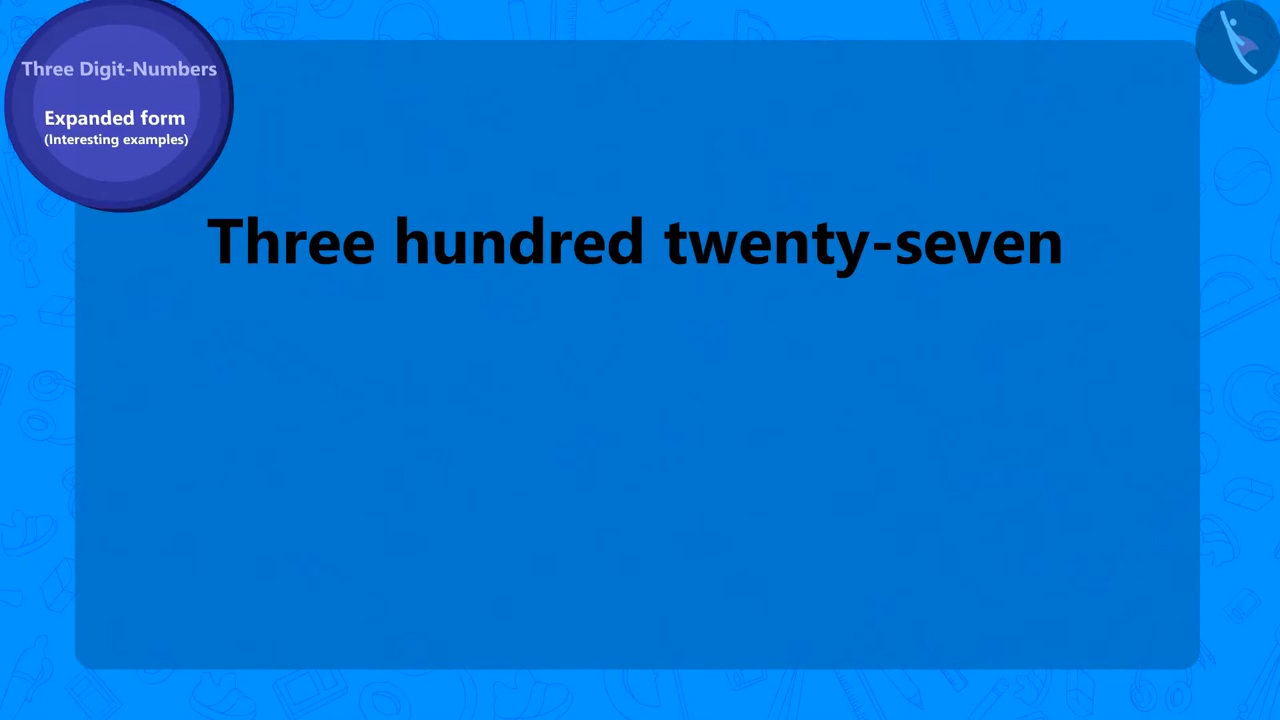 Three Digit-Numbers
Expanded form
(Interesting examples)
Three hundred twenty-seven